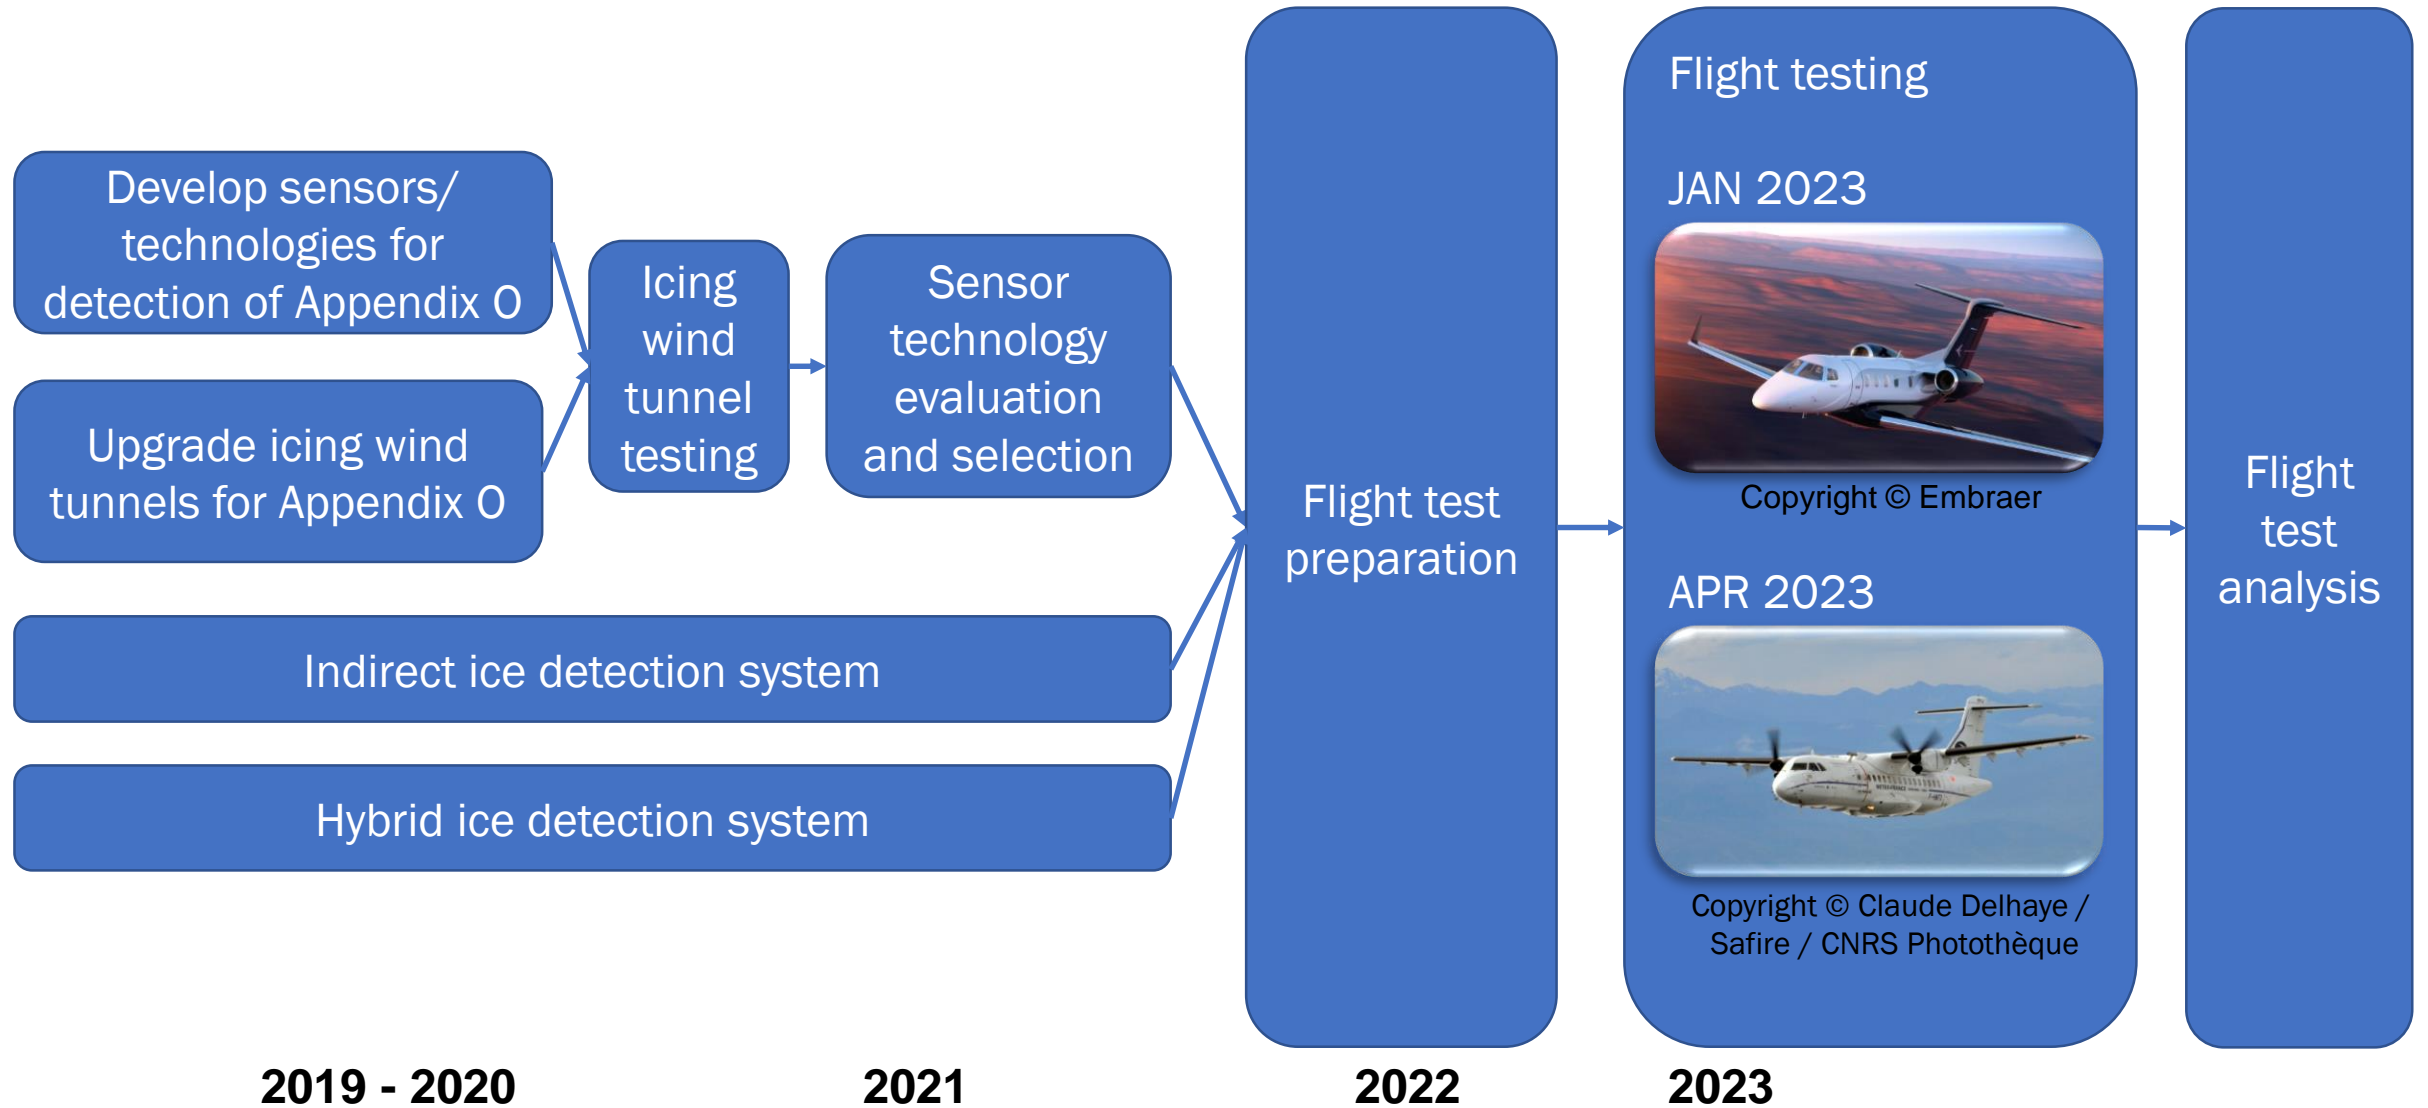 Develop sensors/
technologies for
detection of Appendix O
Upgrade icing wind
tunnels for Appendix O
Icing
wind
tunnel
testing
Sensor
technology
evaluation
and selection
Indirect ice detection system
Hybrid ice detection system
Flight test
preparation
Flight testing
JAN 2023
Copyright © Embraer
APR 2023
Copyright © Claude Delhaye /
Safire / CNRS Photothèque
Flight
test
analysis
2019 - 2020
2021
2022
2023